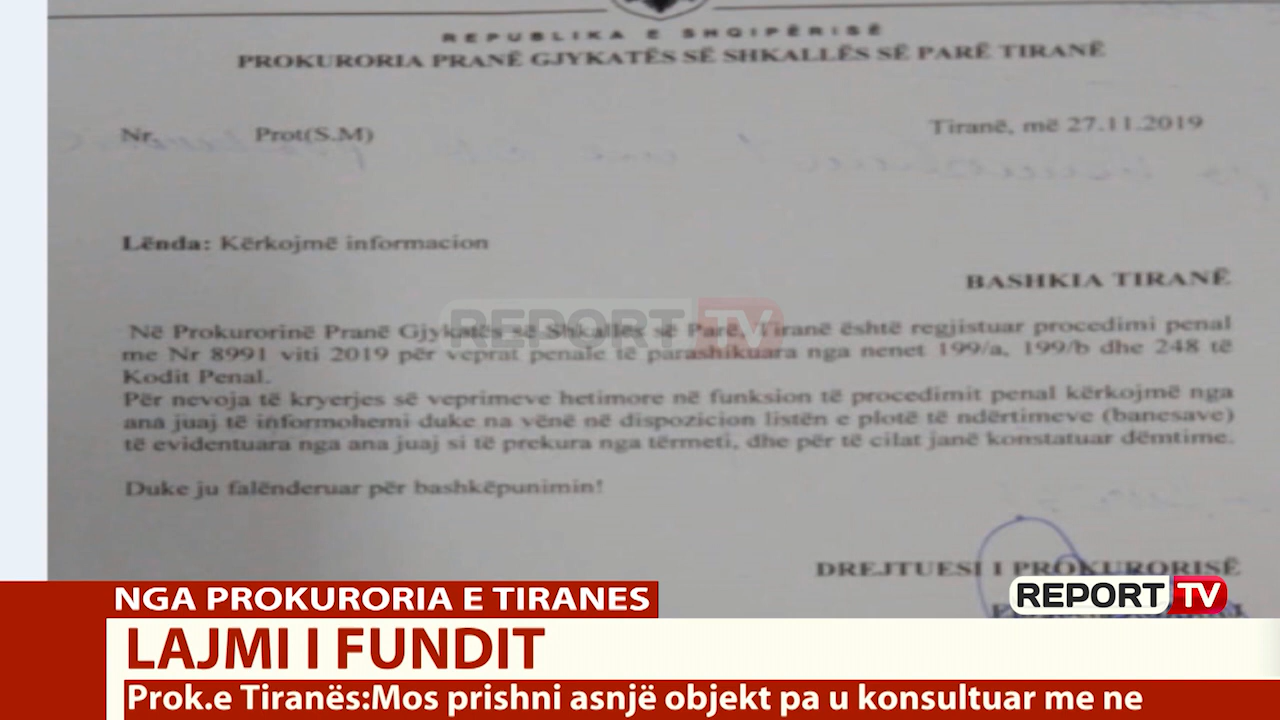 REPUBLIKA E SHQIPËRISË
PROKURORIA PRANË GJYKATËS SË SHKALLËS SË PARË TIRANË
Nr. Prot(S.M)
Tiranë, më 27.11.2019
Lënda: Kërkojmë informacion
BASHKIA TIRANË
REPORT TV
Në Prokurorinë Pranë Gjykatës së Shkallës së Parë, Tiranë është regjistuar procedimi penal
me Nr 8991 viti 2019 për veprat penale të parashikuara nga nenet 199/a, 199/b dhe 248 të
Kodit Penal.
Për nevoja të kryerjes së veprimeve hetimore në funksion të procedimit penal kërkojmë nga
ana juaj të informohemi duke na vënë në dispozicion listën e plotë të ndërtimeve (banesave)
të evidentuara nga ana juaj si të prekura nga tërmeti, dhe për të cilat janë konstatuar dëmtime.
Duke ju falënderuar për bashkëpunimin!
DREJTUESI I PROKURORISË
REPORT TV
NGA PROKURORIA E TIRANES
LAJMI I FUNDIT
Prok.e Tiranës:Mos prishni asnjë objekt pa u konsultuar me ne